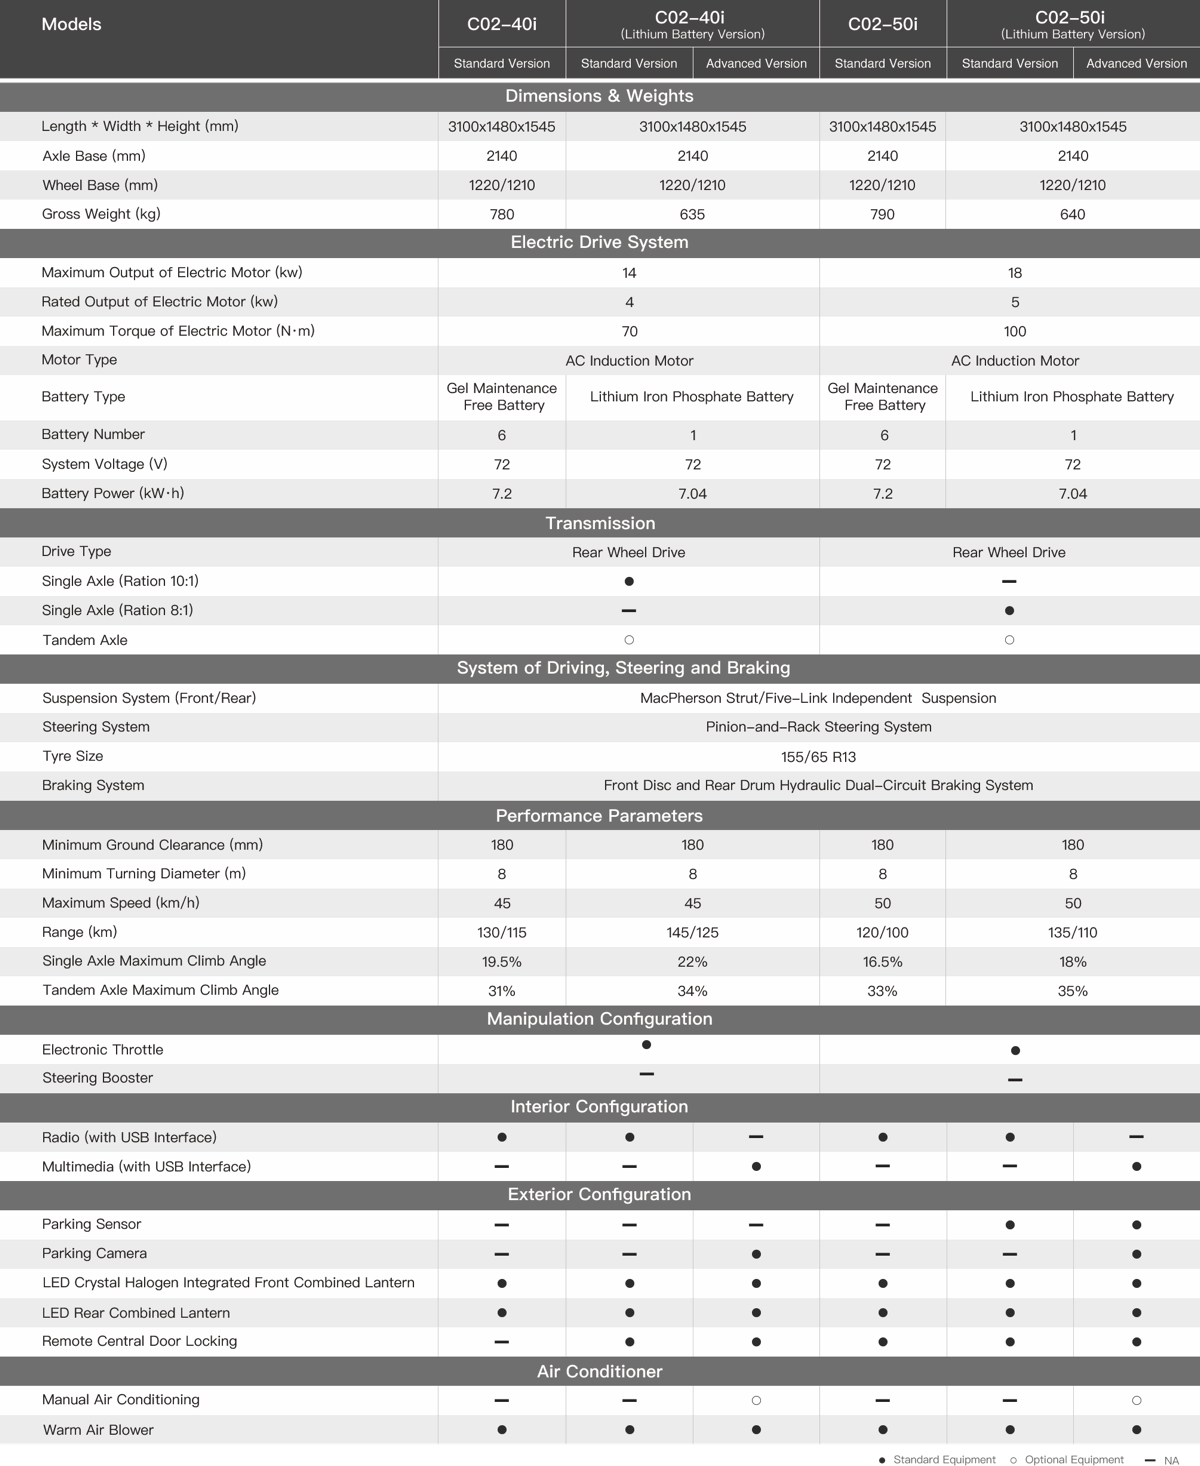 Models C02-40i C02-40i C02-50i C02-50i
(Lithium Battery Version) (Lithium Battery Version)
Standard Version Standard Version Advanced Version Standard Version Standard Version Advanced Version
Dimensions & Weights
Length * Width * Height (mm) 3100x1480x1545 3100x1480x1545 3100x1480x1545 3100x1480x1545
Axle Base (mm) 2140 2140 2140 2140
Wheel Base (mm) 1220/1210 1220/1210 1220/1210 1220/1210
Gross Weight (kg) 780 635 790 640
Electric Drive System
Maximum Output of Electric Motor (kw) 14 18
Rated Output of Electric Motor (kw) 4 5
Maximum Torque of Electric Motor (N·m) 70 100
Motor Type AC Induction Motor AC Induction Motor
Battery Type Gel Maintenance Free Battery Lithium Iron Phosphate Battery Gel Maintenance Free Battery Lithium Iron Phosphate Battery
Battery Number 6 1 6 1
System Voltage (V) 72 72 72 72
Battery Power (kW·h) 7.2 7.04 7.2 7.04
Transmission
Drive Type Rear Wheel Drive Rear Wheel Drive
Single Axle (Ration 10:1) ● —
Single Axle (Ration 8:1) — ●
Tandem Axle ○ ○
System of Driving, Steering and Braking
Suspension System (Front/Rear) MacPherson Strut/Five-Link Independent Suspension
Steering System Pinion-and-Rack Steering System
Tyre Size 155/65 R13
Braking System Front Disc and Rear Drum Hydraulic Dual-Circuit Braking System
Performance Parameters
Minimum Ground Clearance (mm) 180 180 180 180
Minimum Turning Diameter (m) 8 8 8 8
Maximum Speed (km/h) 45 45 50 50
Range (km) 130/115 145/125 120/100 135/110
Single Axle Maximum Climb Angle 19.5% 22% 16.5% 18%
Tandem Axle Maximum Climb Angle 31% 34% 33% 35%
Manipulation Configuration
Electronic Throttle ● ●
Steering Booster — —
Interior Configuration
Radio (with USB Interface) ● ● — ● ● —
Multimedia (with USB Interface) — — ● — — ●
Exterior Configuration
Parking Sensor — — — — ● ●
Parking Camera — — ● — — ●
LED Crystal Halogen Integrated Front Combined Lantern ● ● ● ● ● ●
LED Rear Combined Lantern ● ● ● ● ● ●
Remote Central Door Locking — ● ● ● ● ●
Air Conditioner
Manual Air Conditioning — — ○ — — ○
Warm Air Blower ● ● ● ● ● ●
● Standard Equipment ○ Optional Equipment — NA